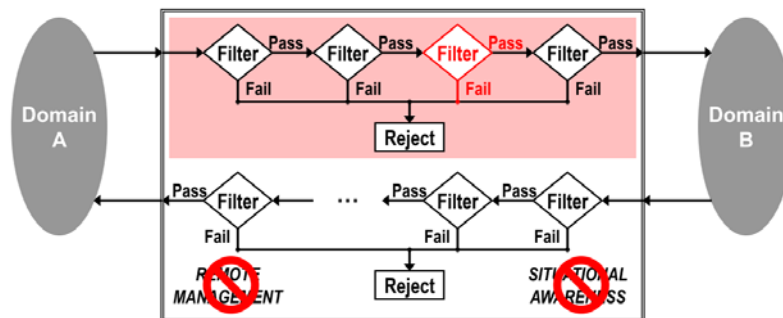 Domain
A
Filter
Pass
Filter
Pass
Filter
Pass
Filter
Pass
Fail
Fail
Fail
Fail
Reject
Domain
B
Pass
Filter
...
Pass
Filter
Pass
Filter
Fail
Fail
Fail
Reject
REMOTE
MANAGEMENT
SITUATIONAL
AWARENESS